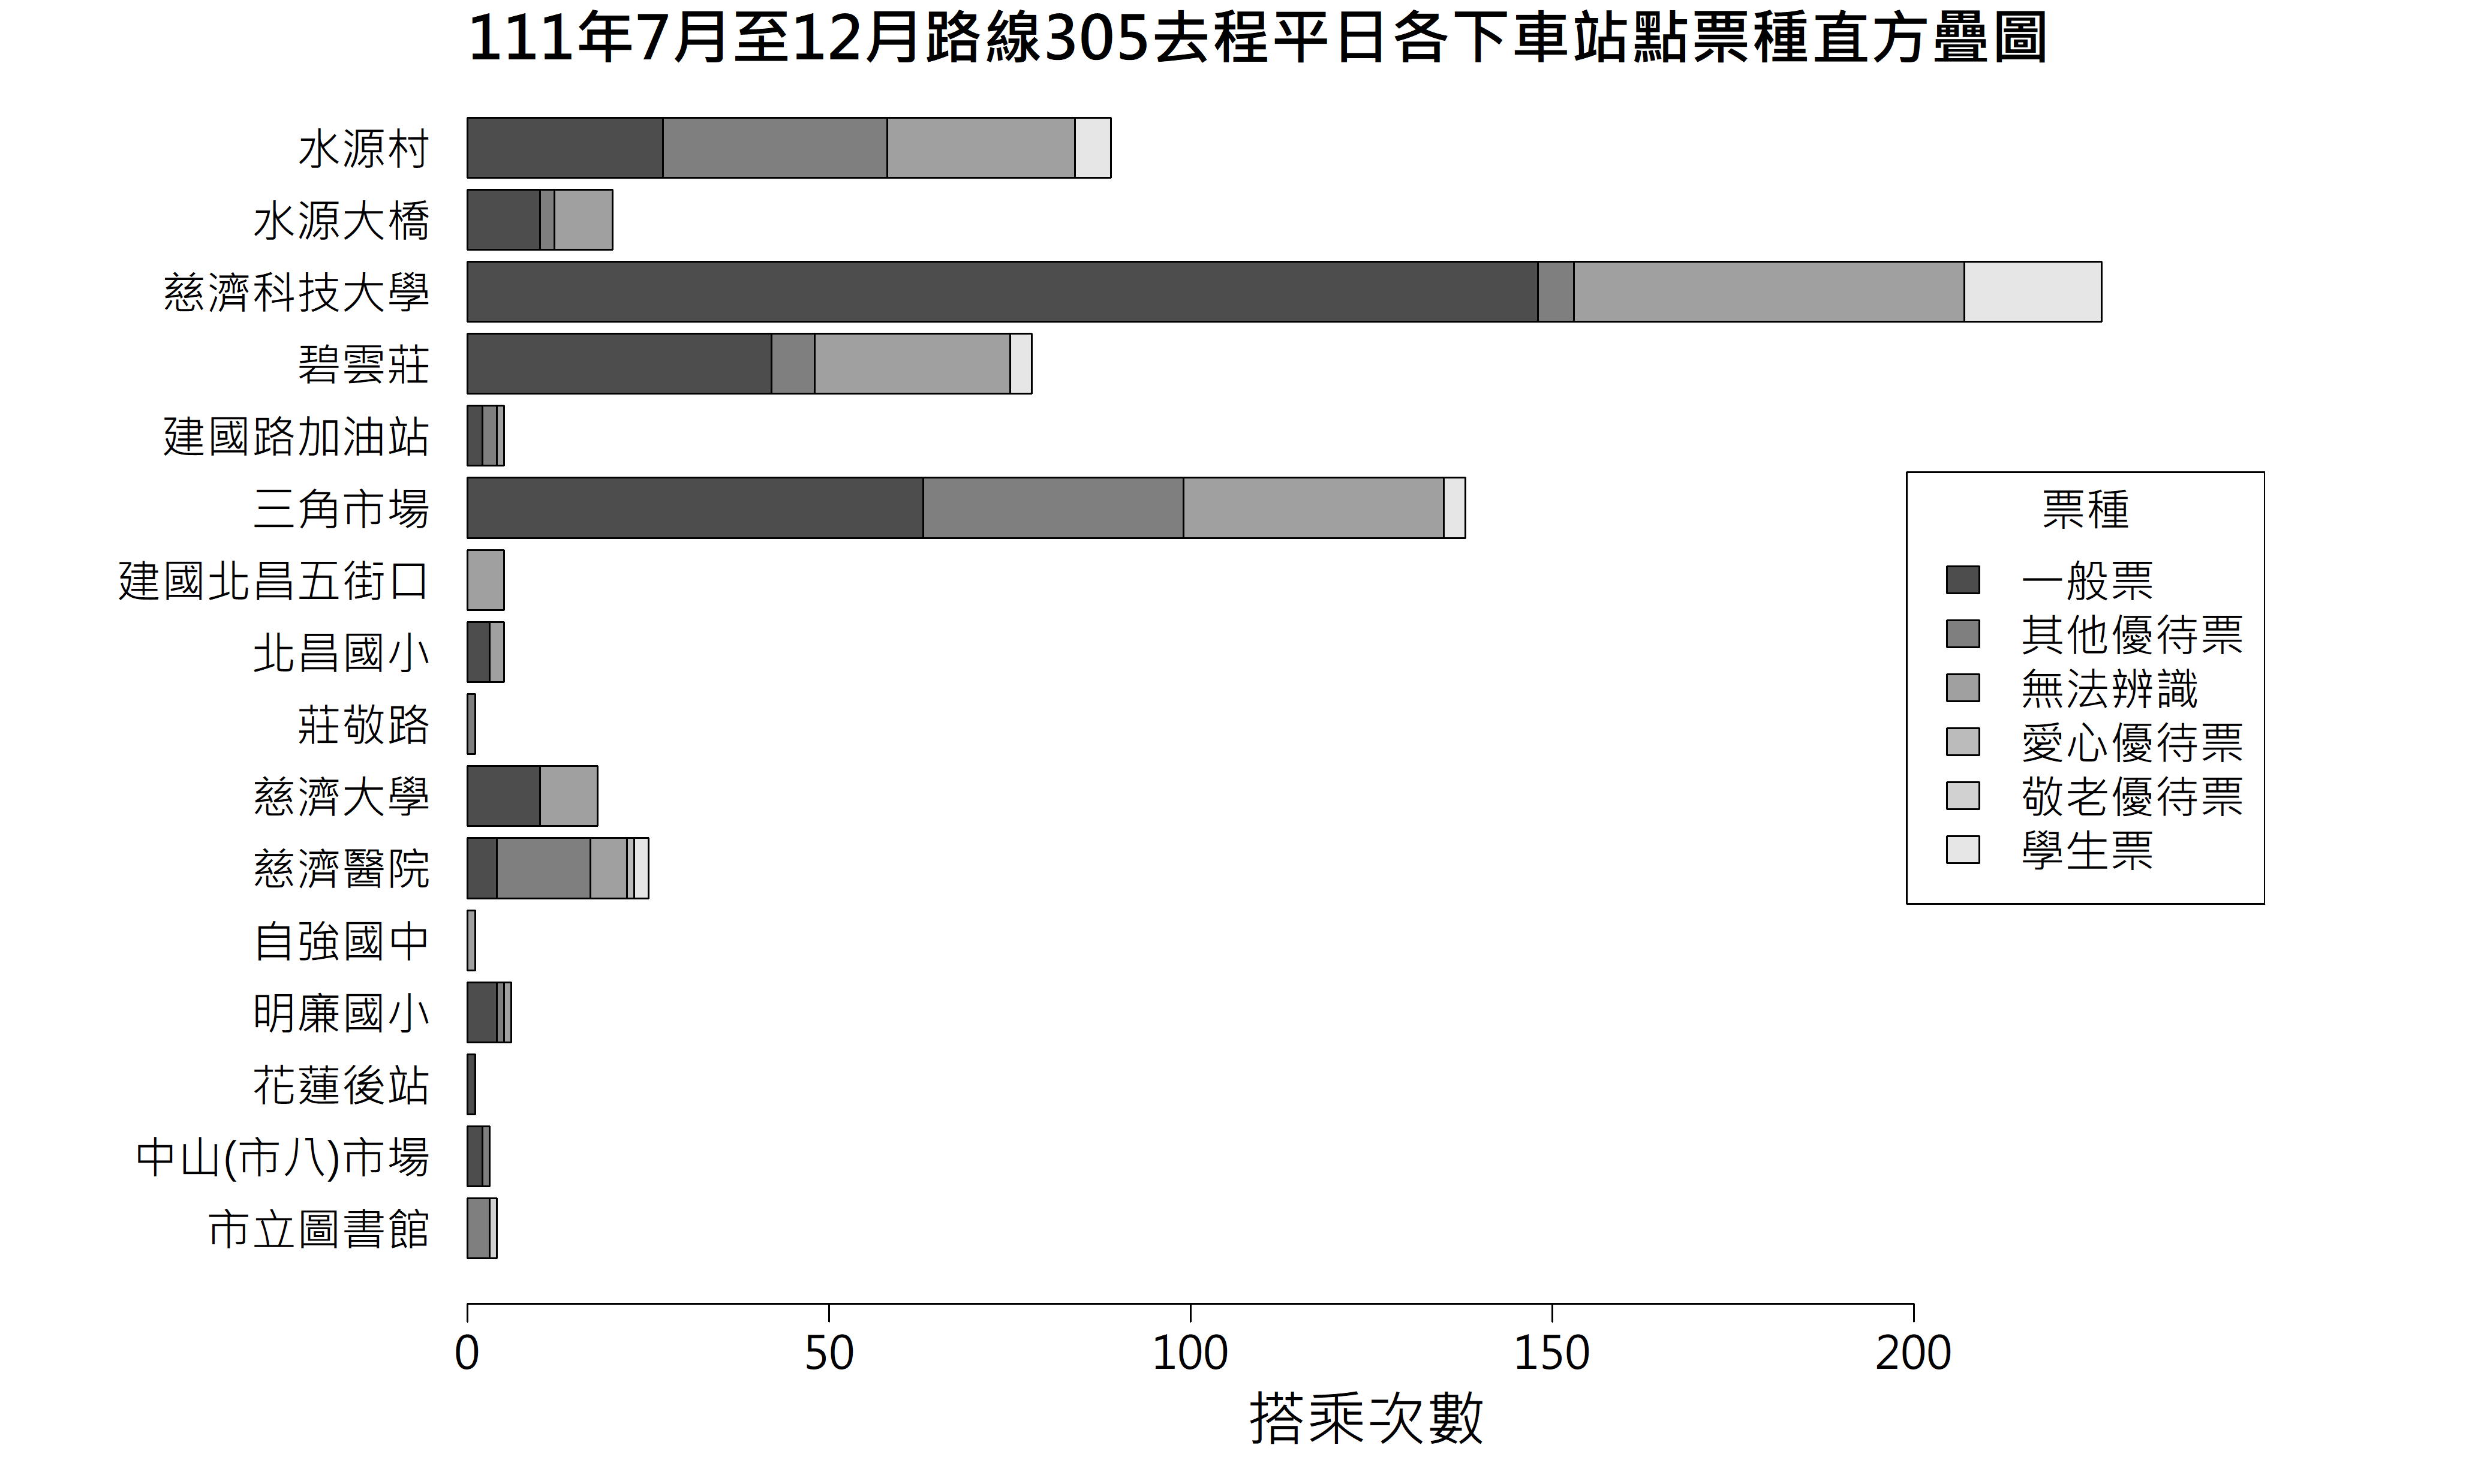 111年7月至12月路線305去程平日各下車站點票種直方疊圖
水源村
水源大橋
慈濟科技大學
碧雲莊
建國路加油站
三角市場
建國北昌五街口
北昌國小
莊敬路
慈濟大學
慈濟醫院
自強國中
明廉國小
花蓮後站
中山(市八)市場
市立圖書館
票種
一般票
其他優待票
無法辨識
愛心優待票
敬老優待票
學生票
0 50 100 150 200
搭乘次數